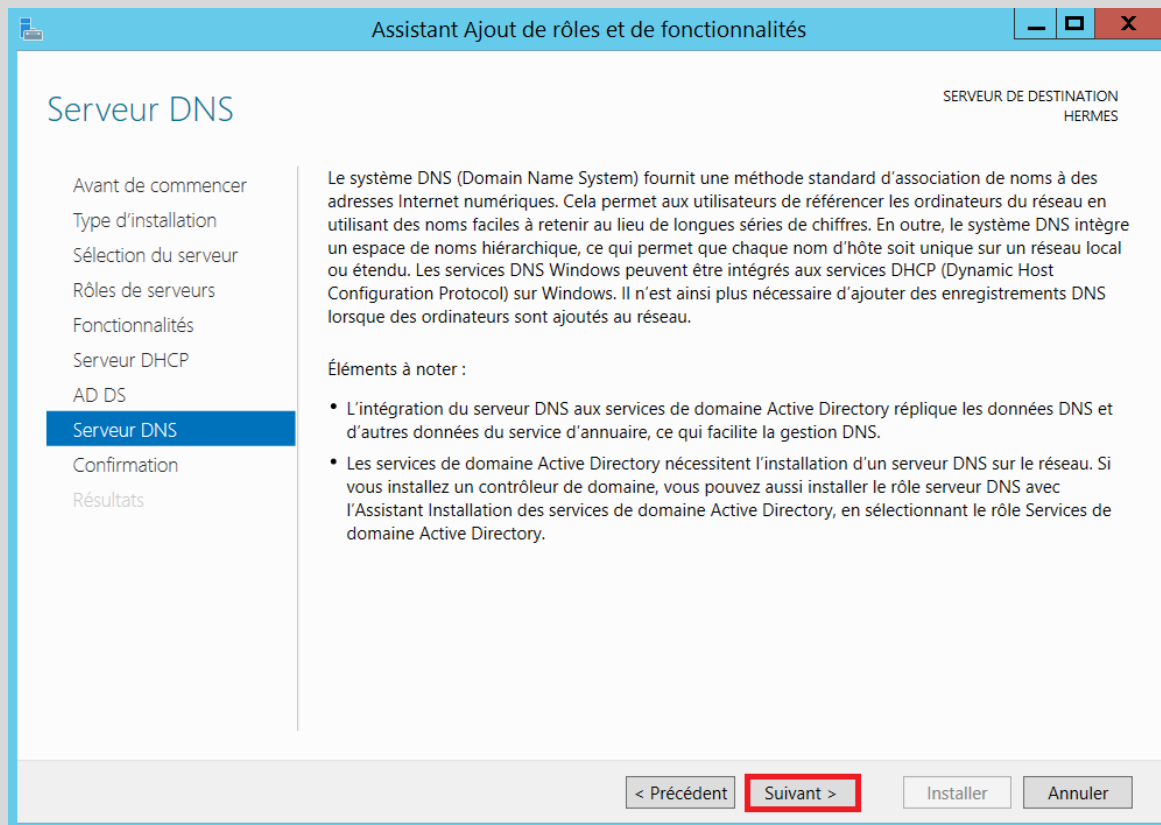 Assistant Ajout de rôles et de fonctionnalités
X
Serveur DNS
SERVEUR DE DESTINATION
HERMES
Avant de commencer
Type d'installation
Sélection du serveur
Rôles de serveurs
Fonctionnalités
Serveur DHCP
AD DS
Serveur DNS
Confirmation
Résultats
Le système DNS (Domain Name System) fournit une méthode standard d'association de noms à des
adresses Internet numériques. Cela permet aux utilisateurs de référencer les ordinateurs du réseau en
utilisant des noms faciles à retenir au lieu de longues séries de chiffres. En outre, le système DNS intègre
un espace de noms hiérarchique, ce qui permet que chaque nom d'hôte soit unique sur un réseau local
ou étendu. Les services DNS Windows peuvent être intégrés aux services DHCP (Dynamic Host
Configuration Protocol) sur Windows. Il n'est ainsi plus nécessaire d'ajouter des enregistrements DNS
lorsque des ordinateurs sont ajoutés au réseau.
Éléments à noter :
• L'intégration du serveur DNS aux services de domaine Active Directory réplique les données DNS et
d'autres données du service d'annuaire, ce qui facilite la gestion DNS.
• Les services de domaine Active Directory nécessitent l'installation d'un serveur DNS sur le réseau. Si
vous installez un contrôleur de domaine, vous pouvez aussi installer le rôle serveur DNS avec
l'Assistant Installation des services de domaine Active Directory, en sélectionnant le rôle Services de
domaine Active Directory.
< Précédent
Suivant >
Installer
Annuler